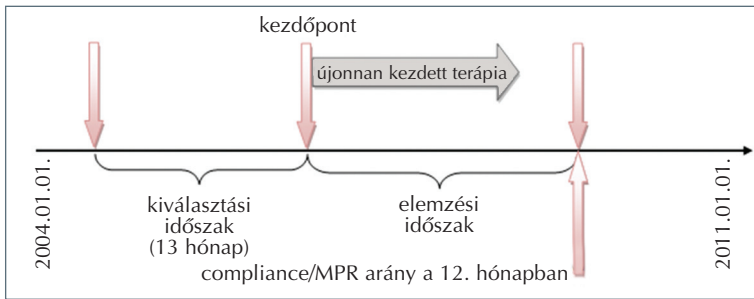 kezdőpont
újonnan kezdett terápia
2004.01.01.
kiválasztási
időszak
(13 hónap)
elemzési
időszak
2011.01.01.
compliance/MPR arány a 12. hónapban